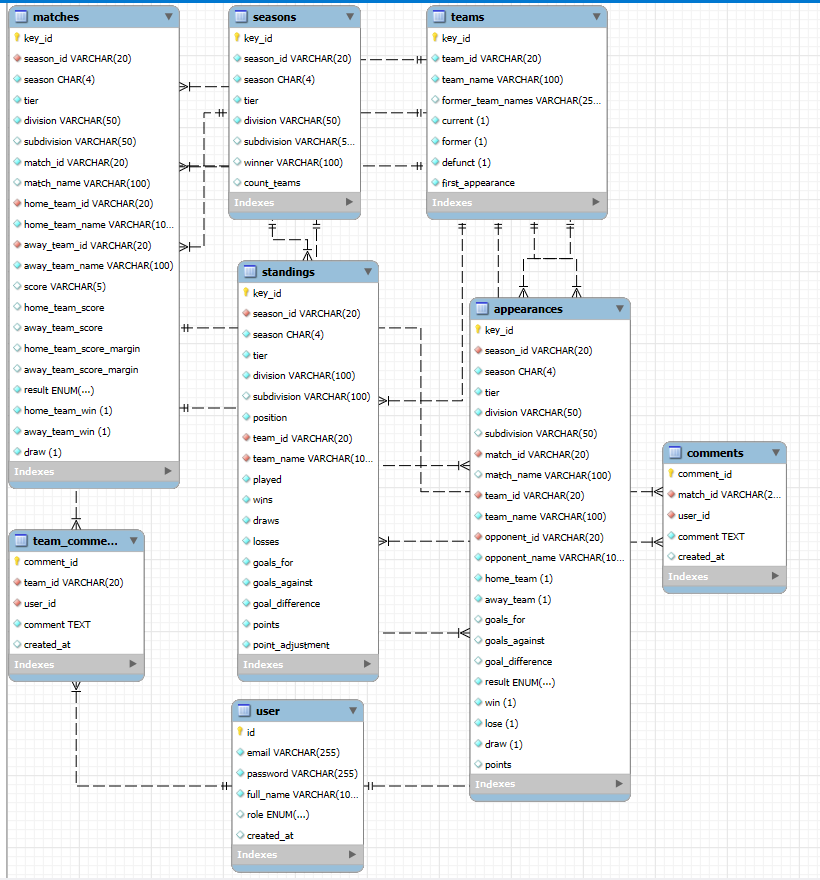 matches
key_id
season_id VARCHAR(20)
season CHAR(4)
tier
division VARCHAR(50)
subdivision VARCHAR(50)
match_id VARCHAR(20)
match_name VARCHAR(100)
home_team_id VARCHAR(20)
home_team_name VARCHAR(10...
away_team_id VARCHAR(20)
away_team_name VARCHAR(100)
score VARCHAR(5)
home_team_score
away_team_score
home_team_score_margin
away_team_score_margin
result ENUM(...)
home_team_win (1)
away_team_win (1)
draw (1)
Indexes
seasons
key_id
season_id VARCHAR(20)
season CHAR(4)
tier
division VARCHAR(50)
subdivision VARCHAR(5...
winner VARCHAR(100)
count_teams
Indexes
teams
key_id
team_id VARCHAR(20)
team_name VARCHAR(100)
former_team_names VARCHAR(25...
current (1)
former (1)
defunct (1)
first_appearance
Indexes
standings
key_id
season_id VARCHAR(20)
season CHAR(4)
tier
division VARCHAR(100)
subdivision VARCHAR(100)
position
team_id VARCHAR(20)
team_name VARCHAR(10...
played
wins
draws
losses
goals_for
goals_against
goal_difference
points
point_adjustment
Indexes
appearances
key_id
season_id VARCHAR(20)
season CHAR(4)
tier
division VARCHAR(50)
subdivision VARCHAR(50)
match_id VARCHAR(20)
match_name VARCHAR(100)
team_id VARCHAR(20)
team_name VARCHAR(100)
opponent_id VARCHAR(20)
opponent_name VARCHAR(10...
home_team (1)
away_team (1)
goals_for
goals_against
goal_difference
result ENUM(...)
win (1)
lose (1)
draw (1)
points
Indexes
comments
comment_id
match_id VARCHAR(2...
user_id
comment TEXT
created_at
Indexes
team_comme...
comment_id
team_id VARCHAR(20)
user_id
comment TEXT
created_at
Indexes
user
id
email VARCHAR(255)
password VARCHAR(255)
full_name VARCHAR(10...
role ENUM(...)
created_at
Indexes